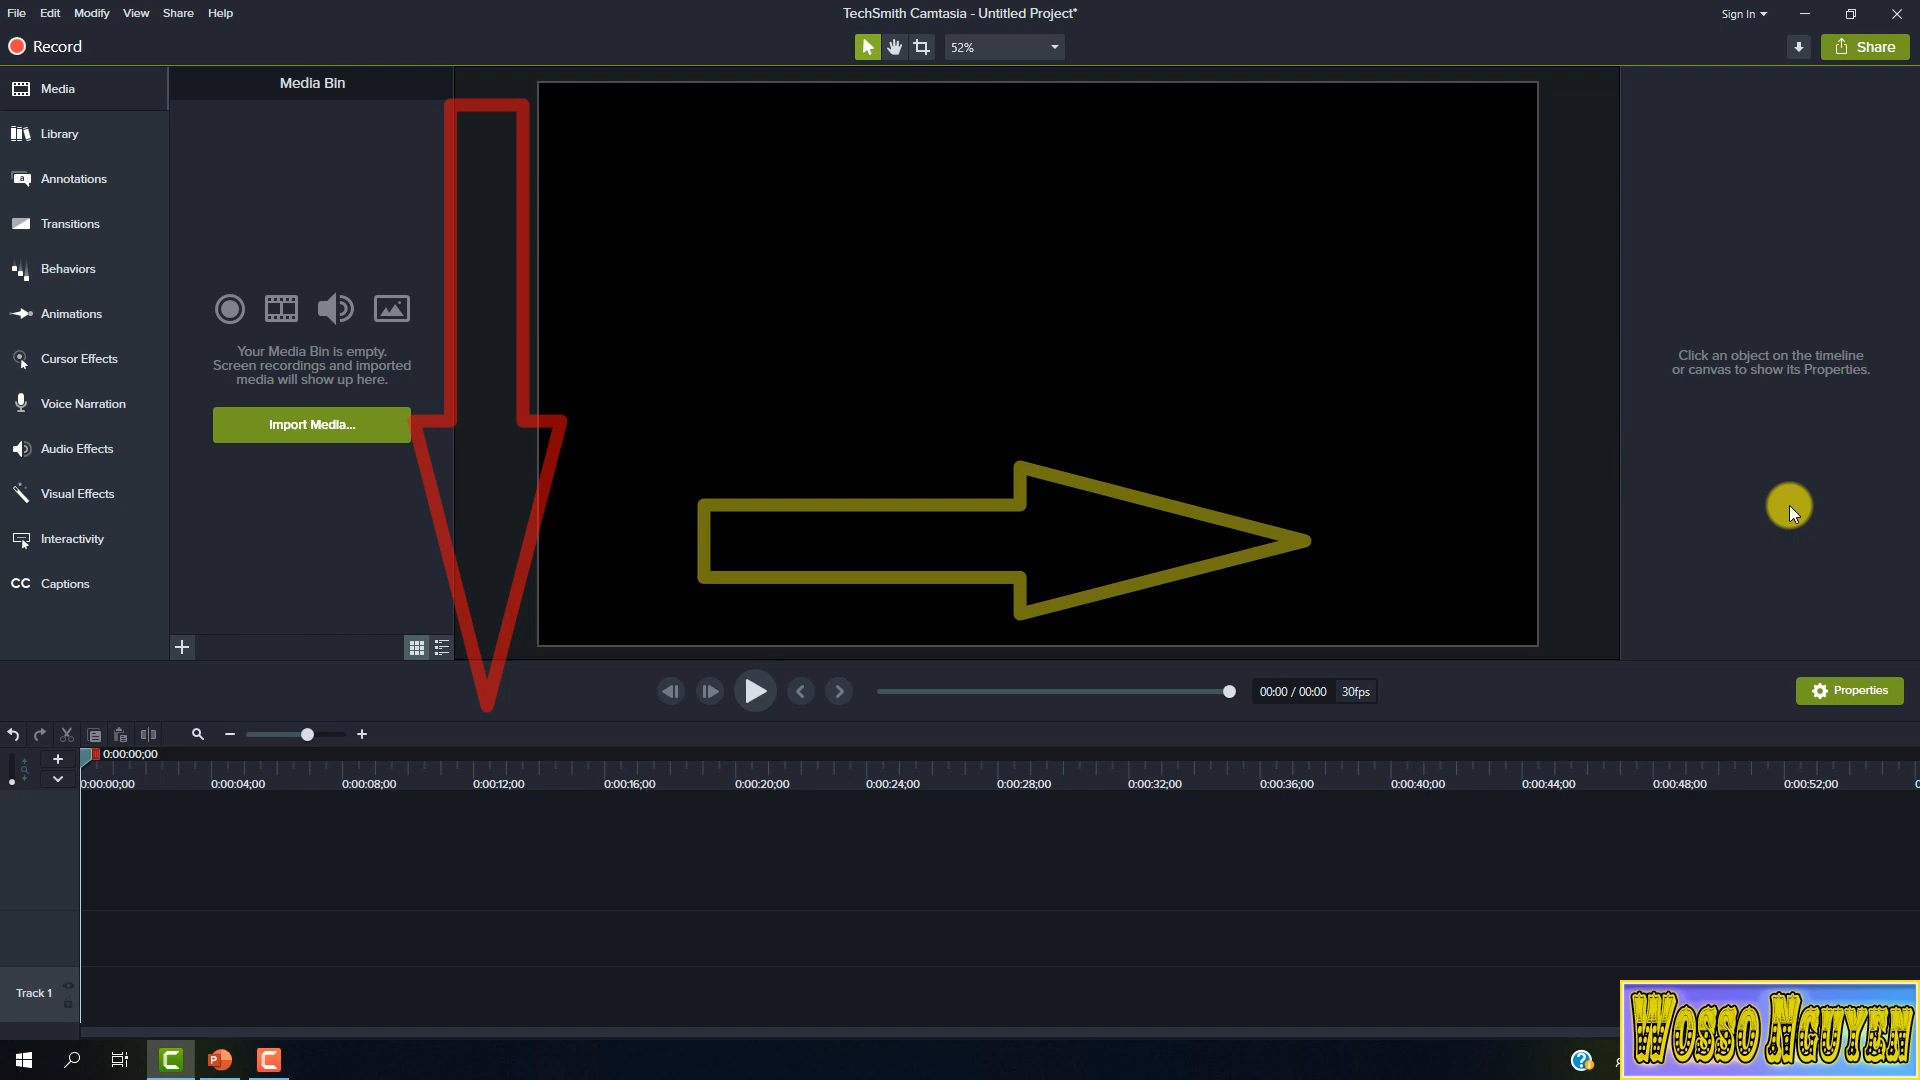 File Edit Modify View Share Help
TechSmith Camtasia - Untitled Project*
Sign In
Record
52%
Share
Media
Library
Annotations
Transitions
Behaviors
Animations
Cursor Effects
Voice Narration
Audio Effects
Visual Effects
Interactivity
CC Captions
Media Bin
Your Media Bin is empty.
Screen recordings and imported
media will show up here.
Import Media...
Click an object on the timeline
or canvas to show its Properties.
00:00 / 00:00 30fps
Properties
0:00:00;00
0:00:00;00 0:00:04;00 0:00:08;00 0:00:12;00 0:00:16;00 0:00:20;00 0:00:24;00 0:00:28;00 0:00:32;00 0:00:36;00 0:00:40;00 0:00:44;00 0:00:48;00 0:00:52;00
Track 1
Wosso Nguyen